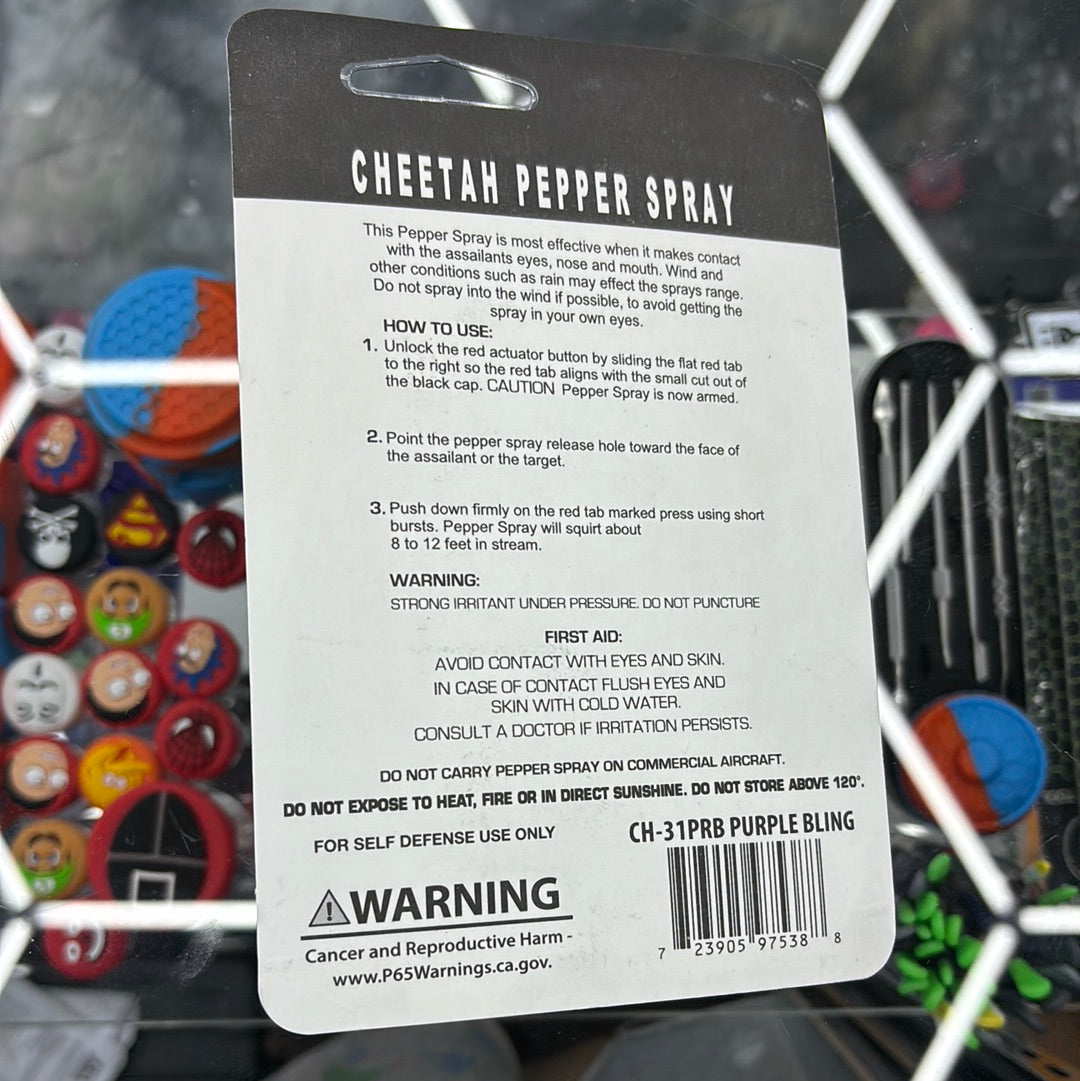 CHEETAH PEPPER SPRAY
This Pepper Spray is most effective when it makes contact
with the assailants eyes, nose and mouth. Wind and
other conditions such as rain may effect the sprays range.
Do not spray into the wind if possible, to avoid getting the
spray in your own eyes.
HOW TO USE:
1. Unlock the red actuator button by sliding the flat red tab
to the right so the red tab aligns with the small cut out of
the black cap. CAUTION Pepper Spray is now armed.
2. Point the pepper spray release hole toward the face of
the assailant or the target.
3. Push down firmly on the red tab marked press using short
bursts. Pepper Spray will squirt about
8 to 12 feet in stream.
WARNING:
STRONG IRRITANT UNDER PRESSURE. DO NOT PUNCTURE
FIRST AID:
AVOID CONTACT WITH EYES AND SKIN.
IN CASE OF CONTACT FLUSH EYES AND
SKIN WITH COLD WATER.
CONSULT A DOCTOR IF IRRITATION PERSISTS.
DO NOT CARRY PEPPER SPRAY ON COMMERCIAL AIRCRAFT.
DO NOT EXPOSE TO HEAT, FIRE OR IN DIRECT SUNSHINE. DO NOT STORE ABOVE 120°.
FOR SELF DEFENSE USE ONLY
CH-31PRB PURPLE BLING
WARNING
Cancer and Reproductive Harm -
www.P65Warnings.ca.gov.
7 23905 97538 8